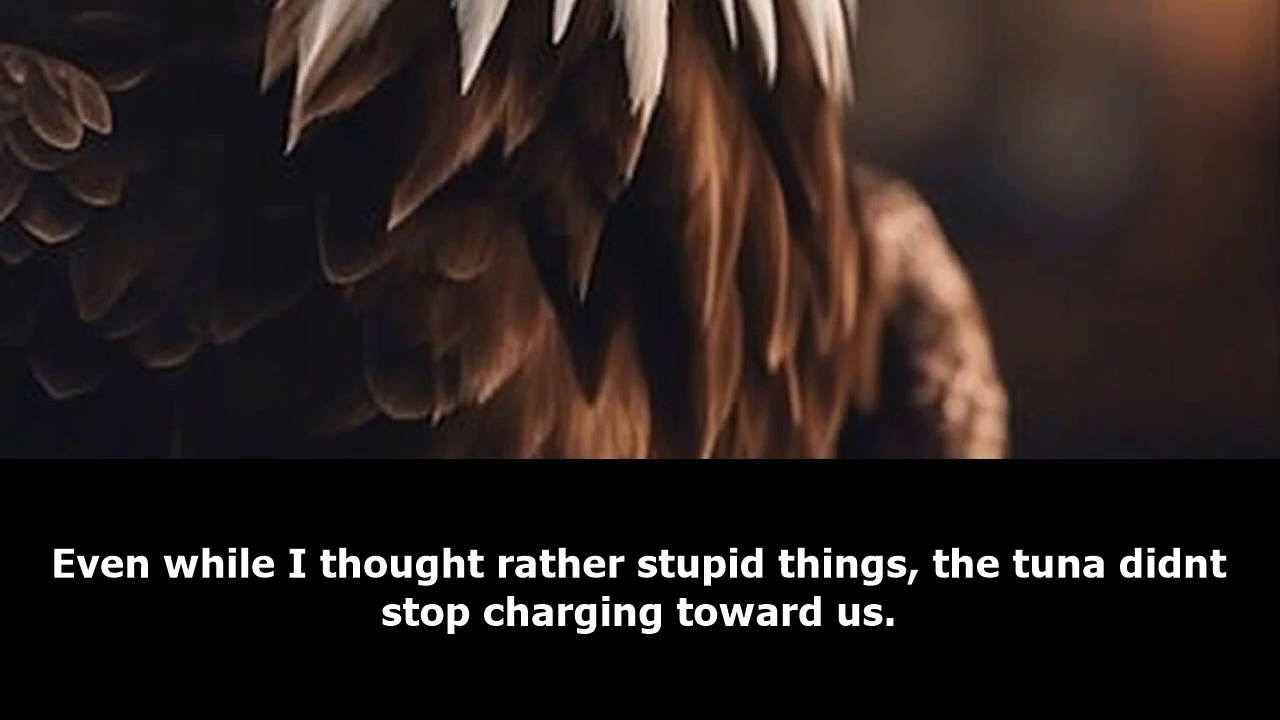 Even while I thought rather stupid things, the tuna didnt
stop charging toward us.